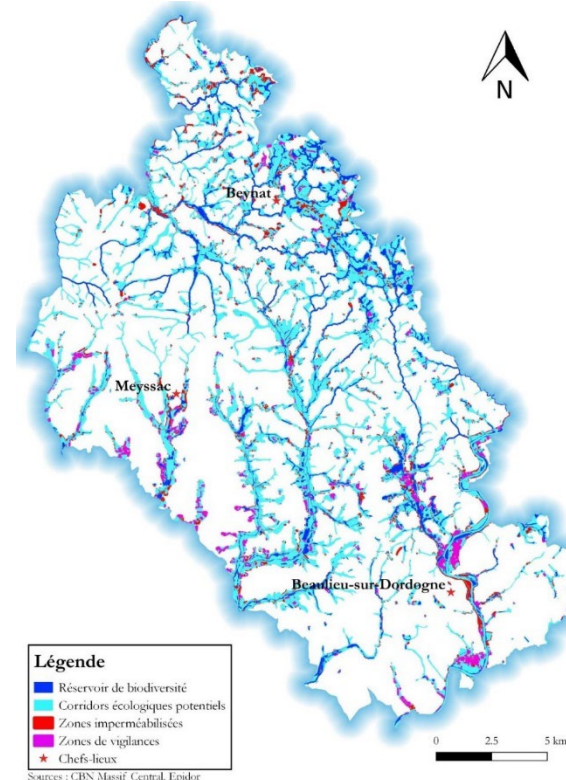 N
Beynat
Meyssac
Beaulieu-sur-Dordogne
Légende
Réservoir de biodiversité
Corridors écologiques potentiels
Zones imperméabilisées
Zones de vigilances
Chefs-lieux
0 2.5 5 km
Sources : CBN Massif Central, Epidor